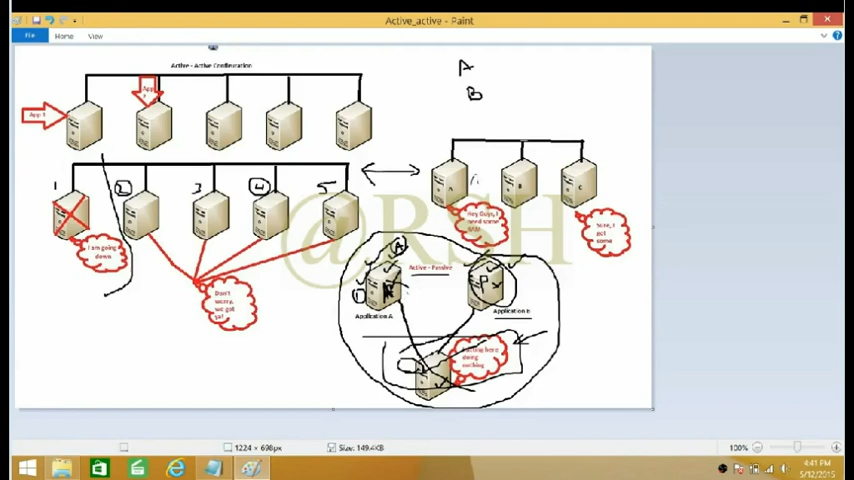 Active_active - Paint
File
Home
View
Active - Active Configuration
App 1
App
A
B
1
2
3
4
5
A
B
C
I am going
down
Don't
worry,
we got
ya!
Hey Guys, I
need some
RAM
Sure, I
got
some
@RSH
Active - Passive
A
1
P
Application A
Application B
Sitting here
doing
nothing
1224 × 698px
Size: 149.4KB
100%
4:41 PM
5/12/2015